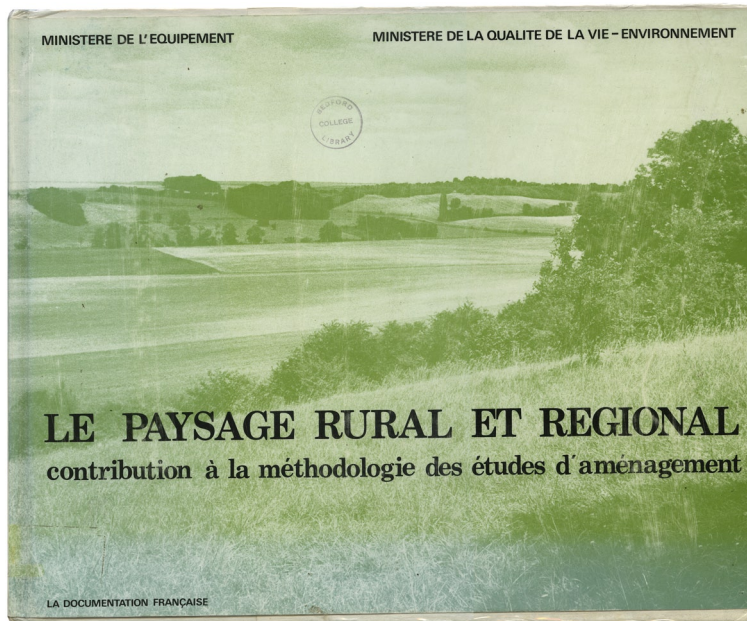 MINISTERE DE L'EQUIPEMENT
MINISTERE DE LA QUALITE DE LA VIE – ENVIRONNEMENT
BEDFORD
COLLEGE
LIBRARY
LE PAYSAGE RURAL ET REGIONAL
contribution à la méthodologie des études d'aménagement
LA DOCUMENTATION FRANÇAISE